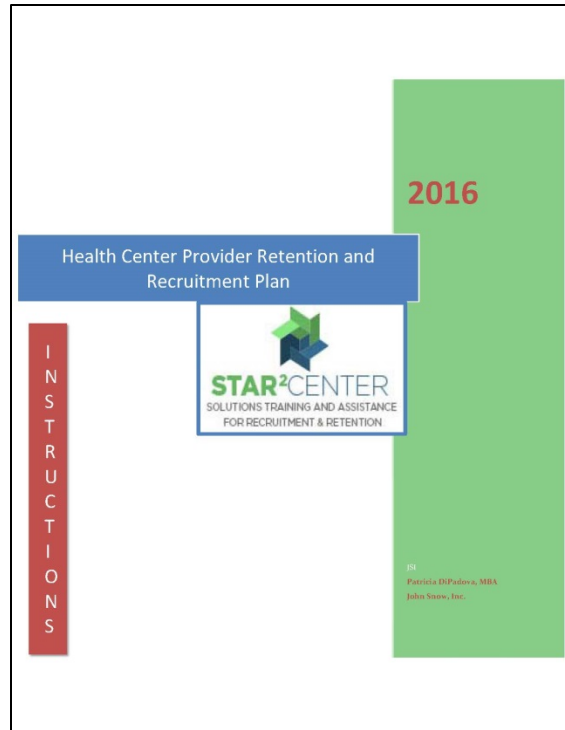 2016
Health Center Provider Retention and
Recruitment Plan
STAR²CENTER
SOLUTIONS TRAINING AND ASSISTANCE
FOR RECRUITMENT & RETENTION
INSTRUCTIONS
JSI
Patricia DiPadova, MBA
John Snow, Inc.